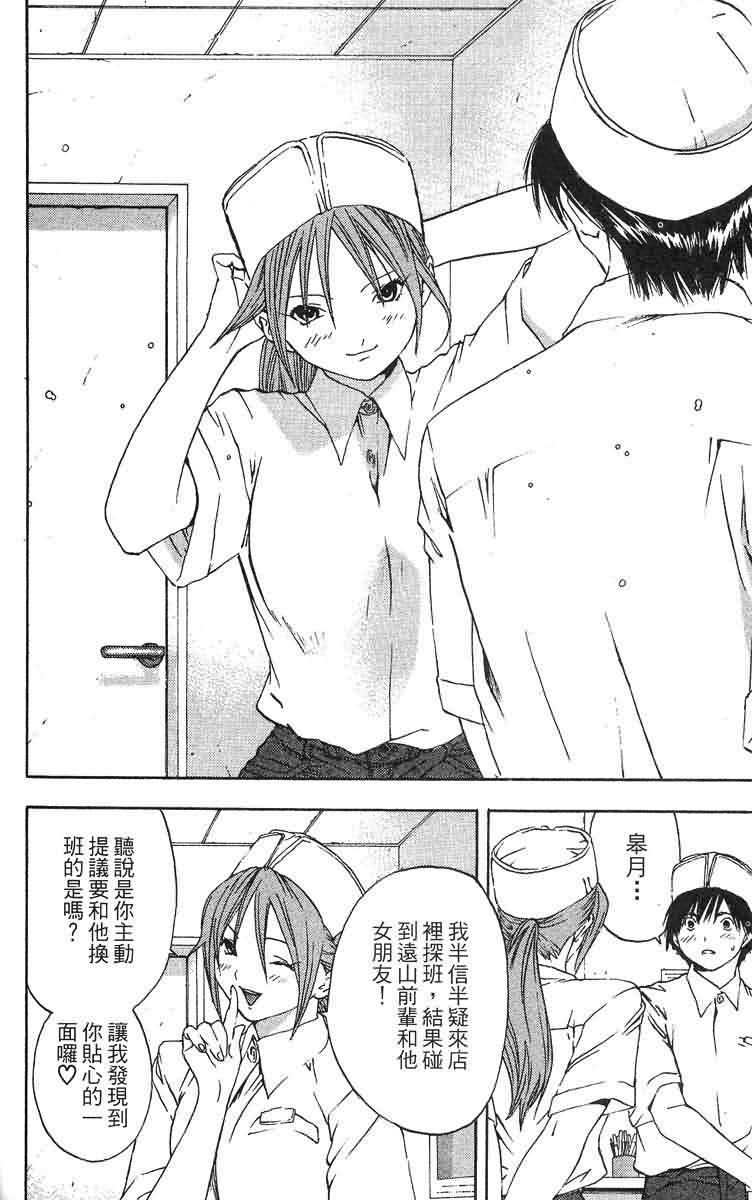 皋月…
我半信半疑來店
裡探班，結果碰
到遠山前輩和他
女朋友！
聽說是你主動
提議要和他換
班的是嗎？
讓我發現到
你貼心的一
面囉♡